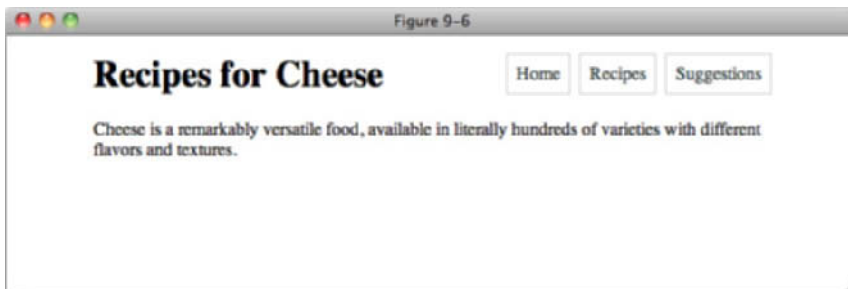 Figure 9-6
Recipes for Cheese
Home Recipes Suggestions
Cheese is a remarkably versatile food, available in literally hundreds of varieties with different
flavors and textures.